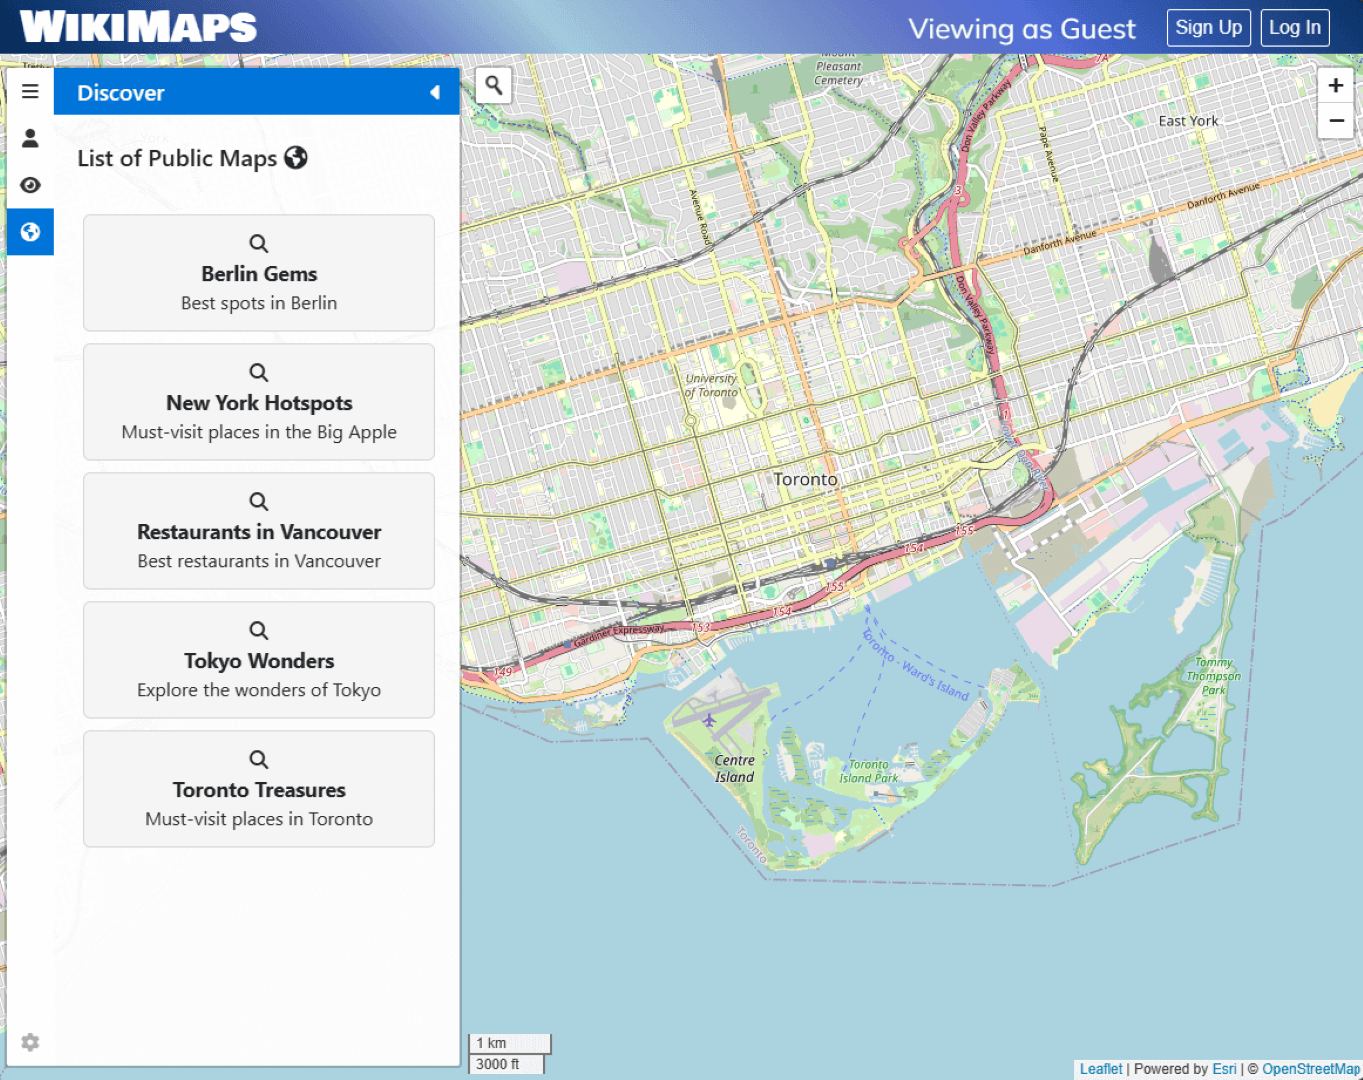 WIKIMAPS
Viewing as Guest
Sign Up
Log In
Discover
List of Public Maps
Berlin Gems
Best spots in Berlin
New York Hotspots
Must-visit places in the Big Apple
Restaurants in Vancouver
Best restaurants in Vancouver
Tokyo Wonders
Explore the wonders of Tokyo
Toronto Treasures
Must-visit places in Toronto
+
−
Mount
Pleasant
Cemetery
7A
Don Valley Parkway
East York
Pape Avenue
3
Avenue Road
Danforth Avenue
Danforth Avenue
Don Valley Parkway
University
of Toronto
1
Toronto
155
154
155
154
153
Gardiner Expressway
149
Toronto - Ward's Island
Tommy
Thompson
Park
Centre
Island
Toronto
Island Park
Toronto
1 km
3000 ft
Leaflet | Powered by Esri | © OpenStreetMap